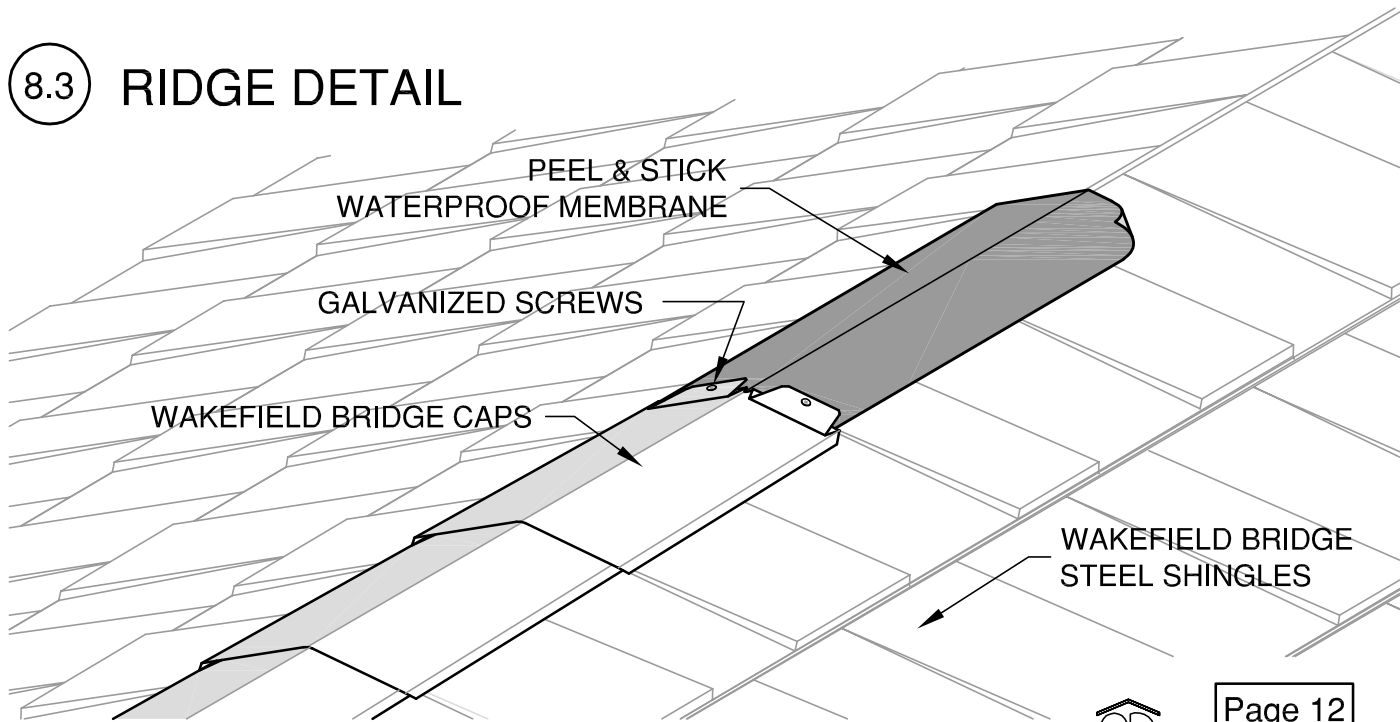 8.3 RIDGE DETAIL
PEEL & STICK
WATERPROOF MEMBRANE
GALVANIZED SCREWS
WAKEFIELD BRIDGE CAPS
WAKEFIELD BRIDGE
STEEL SHINGLES
Page 12